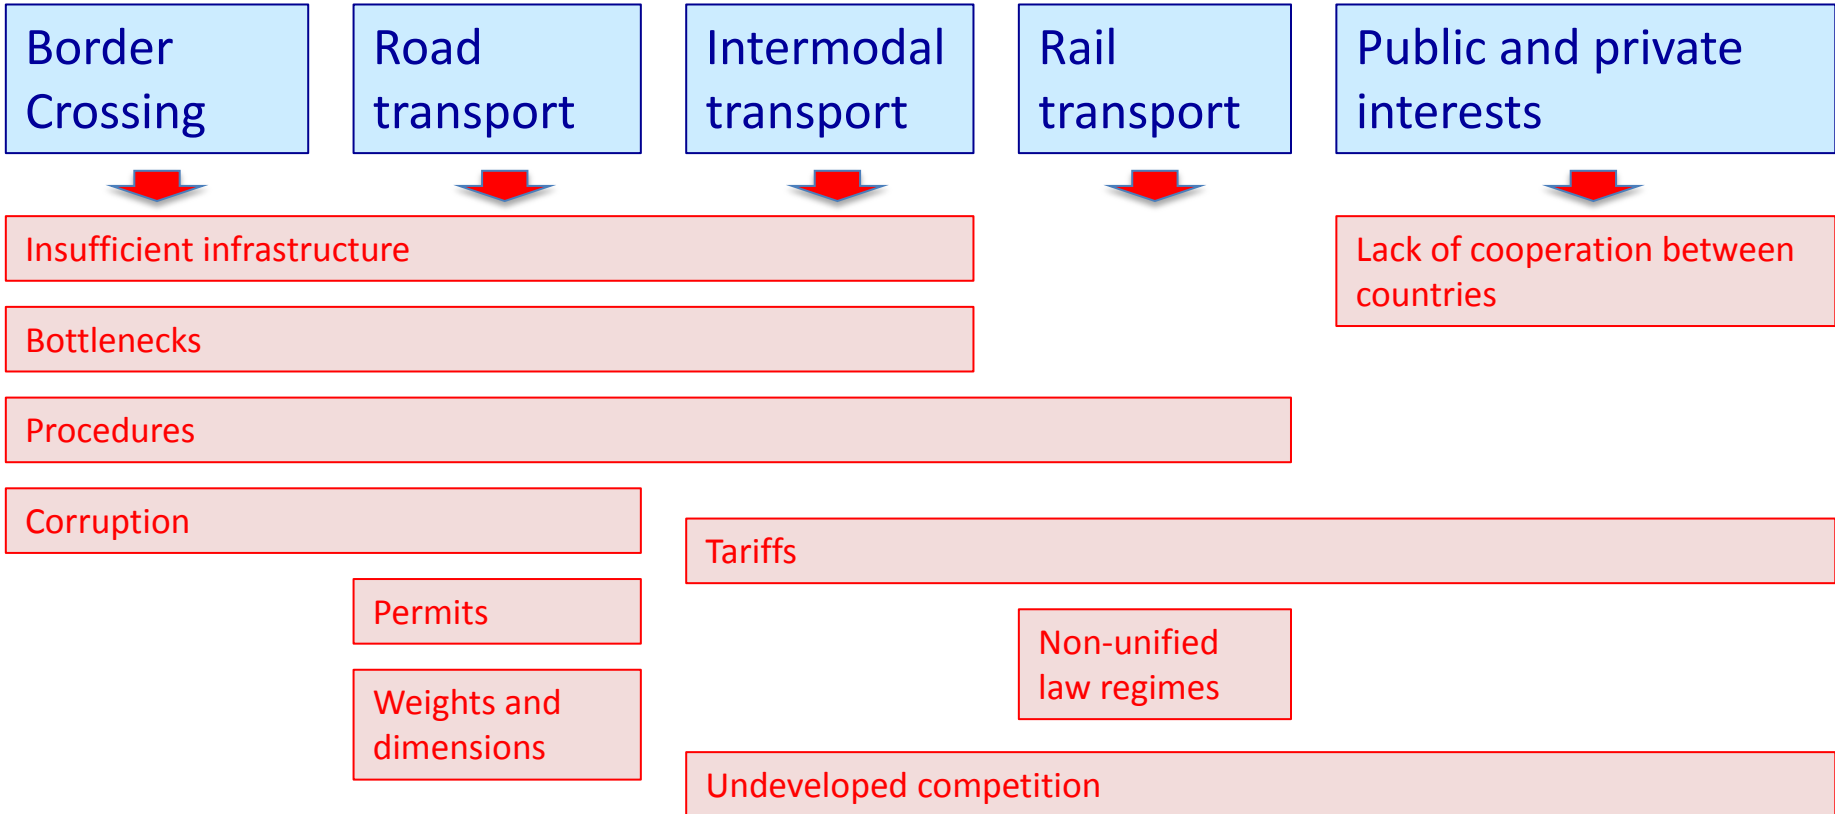 Border
Crossing
Road
transport
Intermodal
transport
Rail
transport
Public and private
interests
Insufficient infrastructure
Lack of cooperation between
countries
Bottlenecks
Procedures
Corruption
Tariffs
Permits
Non-unified
law regimes
Weights and
dimensions
Undeveloped competition